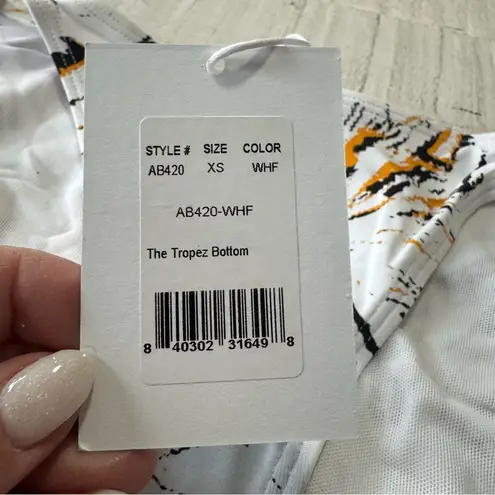 STYLE # SIZE COLOR
AB420 XS WHF
AB420-WHF
The Tropez Bottom
8 40302 31649 8